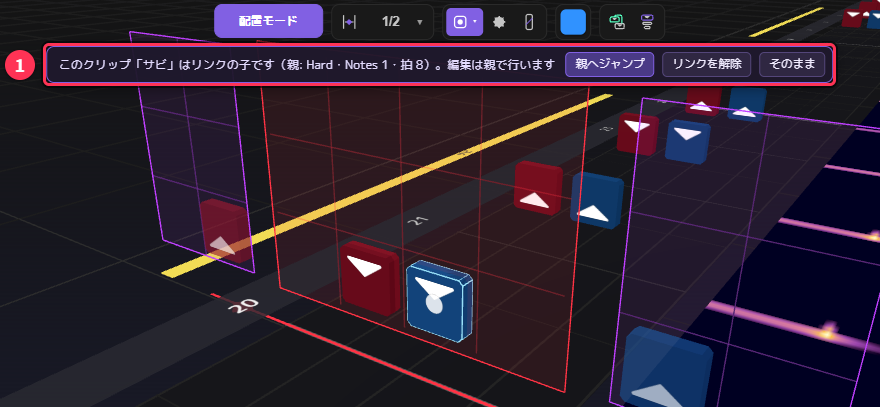 配置モード
1/2
1
このクリップ「サビ」はリンクの子です（親: Hard・Notes 1・拍 8）。編集は親で行います
親へジャンプ
リンクを解除
そのまま
21
20